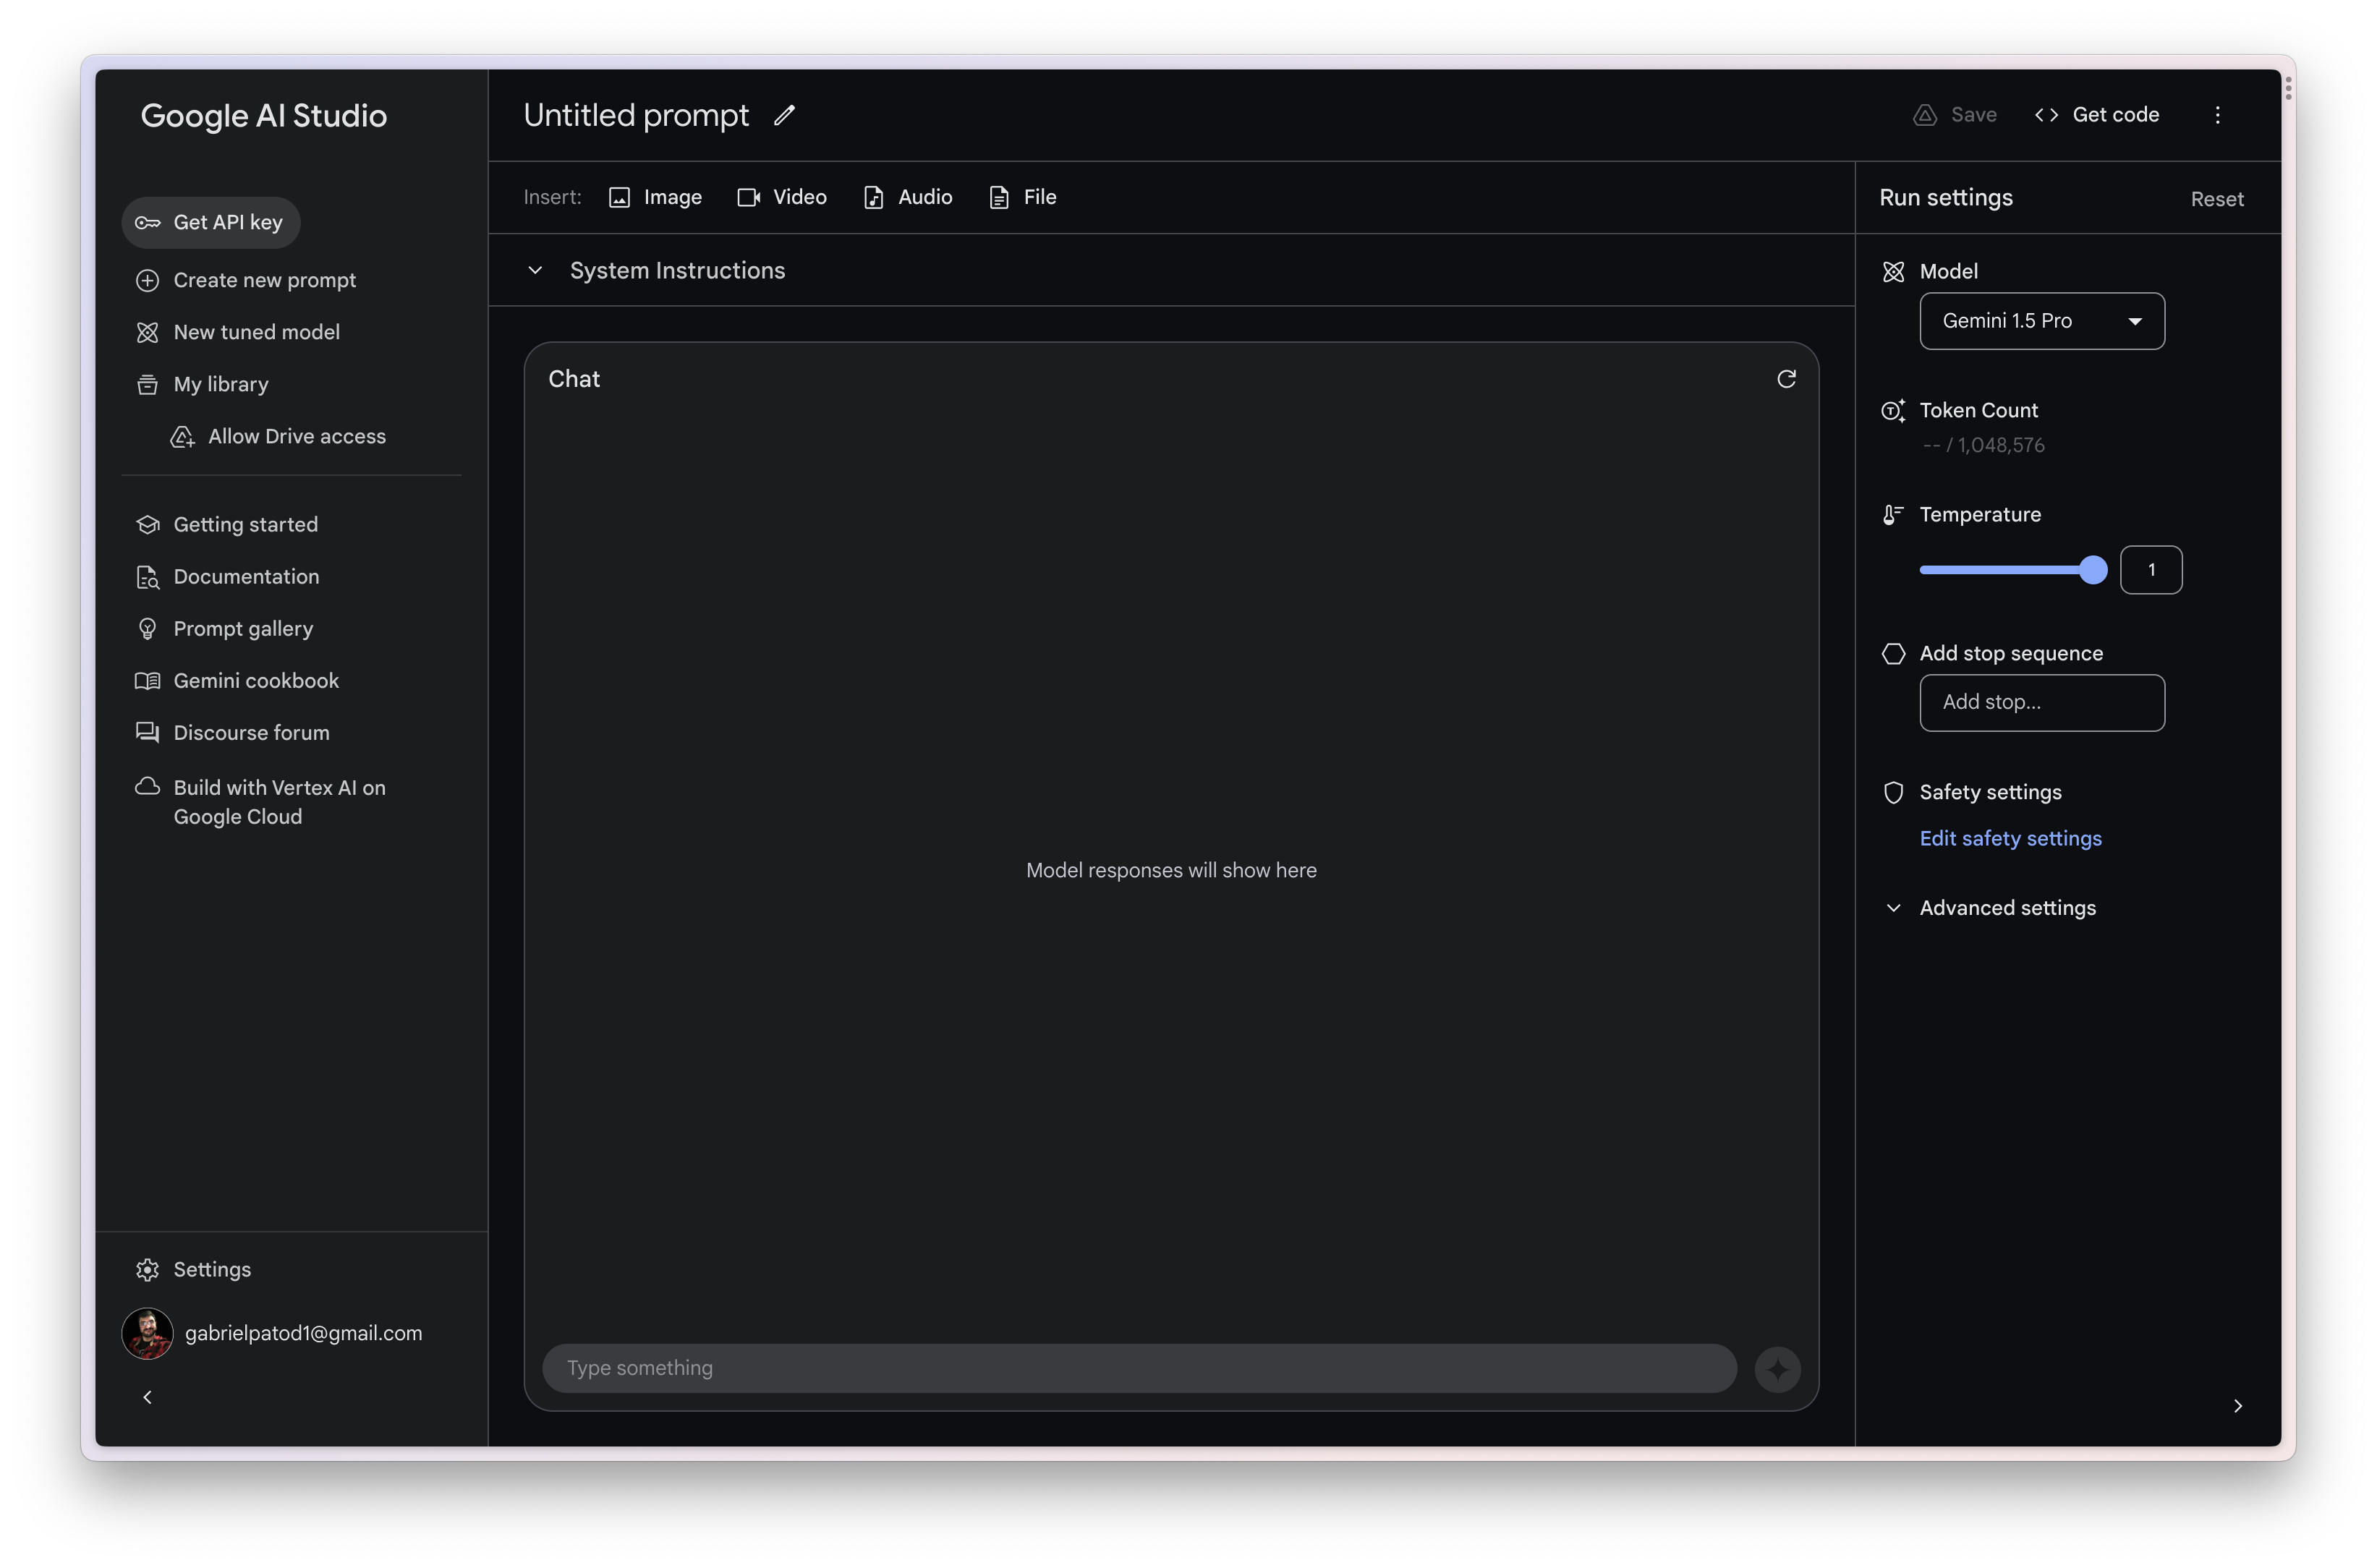 Google AI Studio
Get API key
Create new prompt
New tuned model
My library
Allow Drive access
Getting started
Documentation
Prompt gallery
Gemini cookbook
Discourse forum
Build with Vertex AI on
Google Cloud
Settings
gabrielpatod1@gmail.com
Untitled prompt
Save
Get code
Insert:
Image
Video
Audio
File
System Instructions
Chat
Model responses will show here
Type something
Run settings
Reset
Model
Gemini 1.5 Pro
Token Count
-- / 1,048,576
Temperature
1
Add stop sequence
Add stop...
Safety settings
Edit safety settings
Advanced settings